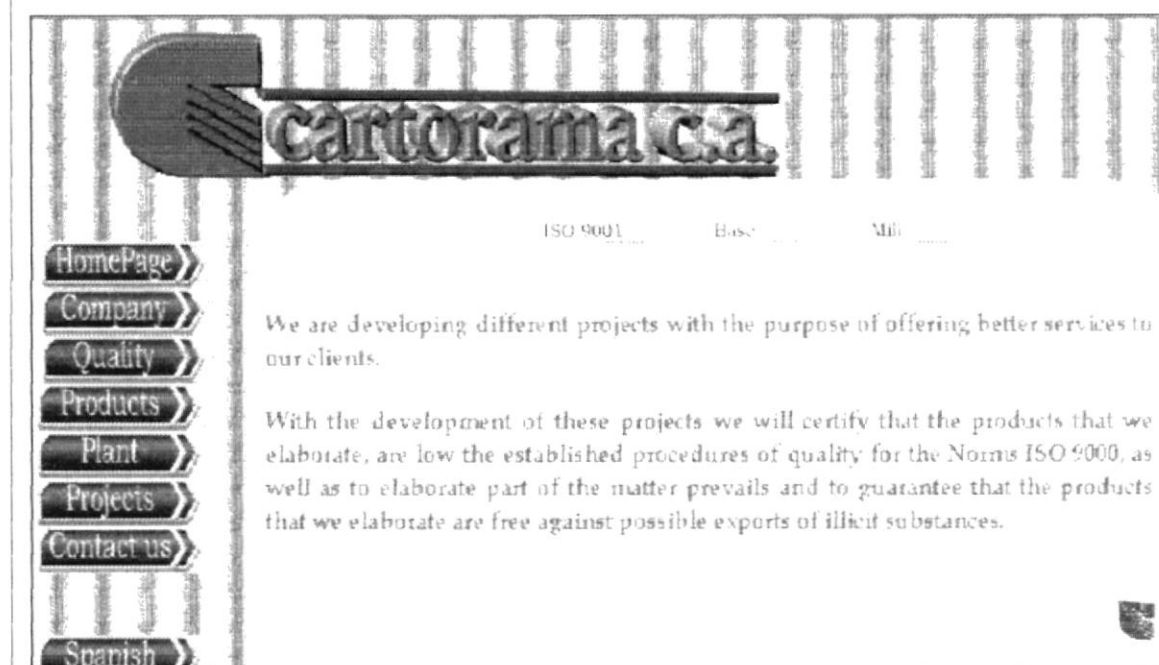 cartorama c.a.
ISO 9001 Base Mill
HomePage
Company
Quality
Products
Plant
Projects
Contact us
Spanish
We are developing different projects with the purpose of offering better services to
our clients.
With the development of these projects we will certify that the products that we
elaborate, are low the established procedures of quality for the Norms ISO 9000, as
well as to elaborate part of the matter prevails and to guarantee that the products
that we elaborate are free against possible exports of illicit substances.